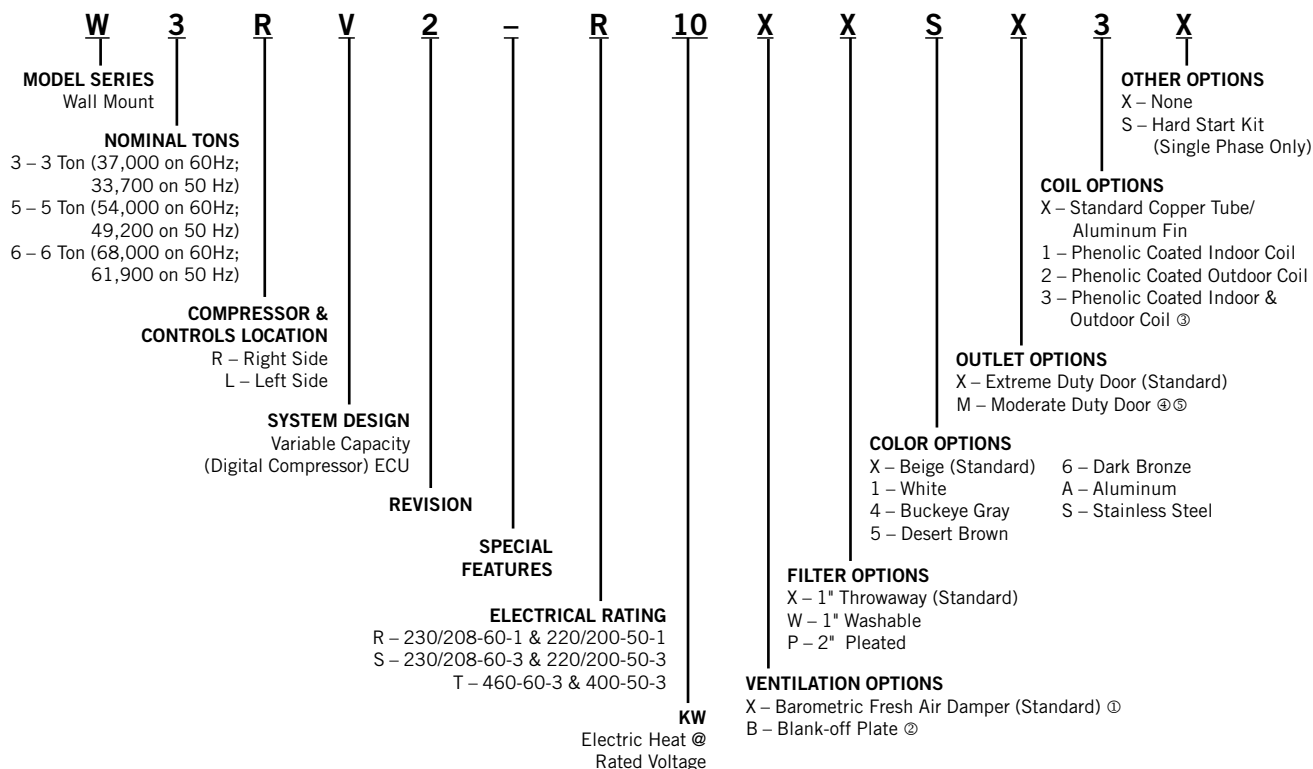 W 3 R V 2 – R 10 X X S X 3 X
MODEL SERIES
Wall Mount
NOMINAL TONS
3 – 3 Ton (37,000 on 60Hz;
33,700 on 50 Hz)
5 – 5 Ton (54,000 on 60Hz;
49,200 on 50 Hz)
6 – 6 Ton (68,000 on 60Hz;
61,900 on 50 Hz)
COMPRESSOR &
CONTROLS LOCATION
R – Right Side
L – Left Side
SYSTEM DESIGN
Variable Capacity
(Digital Compressor) ECU
REVISION
SPECIAL
FEATURES
ELECTRICAL RATING
R – 230/208-60-1 & 220/200-50-1
S – 230/208-60-3 & 220/200-50-3
T – 460-60-3 & 400-50-3
KW
Electric Heat @
Rated Voltage
VENTILATION OPTIONS
X – Barometric Fresh Air Damper (Standard) ①
B – Blank-off Plate ②
FILTER OPTIONS
X – 1" Throwaway (Standard)
W – 1" Washable
P – 2" Pleated
COLOR OPTIONS
X – Beige (Standard)
1 – White
4 – Buckeye Gray
5 – Desert Brown
6 – Dark Bronze
A – Aluminum
S – Stainless Steel
OUTLET OPTIONS
X – Extreme Duty Door (Standard)
M – Moderate Duty Door ④⑤
COIL OPTIONS
X – Standard Copper Tube/
Aluminum Fin
1 – Phenolic Coated Indoor Coil
2 – Phenolic Coated Outdoor Coil
3 – Phenolic Coated Indoor &
Outdoor Coil ③
OTHER OPTIONS
X – None
S – Hard Start Kit
(Single Phase Only)